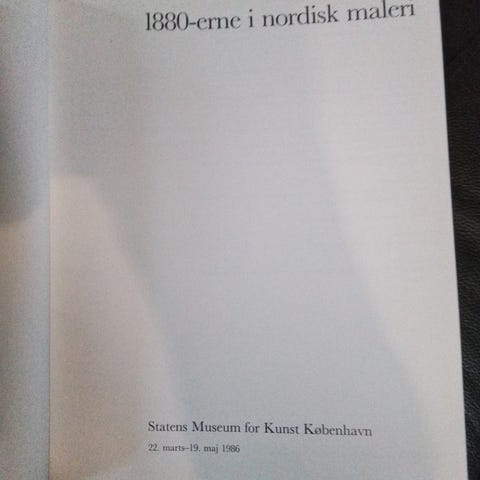 1880-erne i nordisk maleri
Statens Museum for Kunst København
22. marts-19. maj 1986